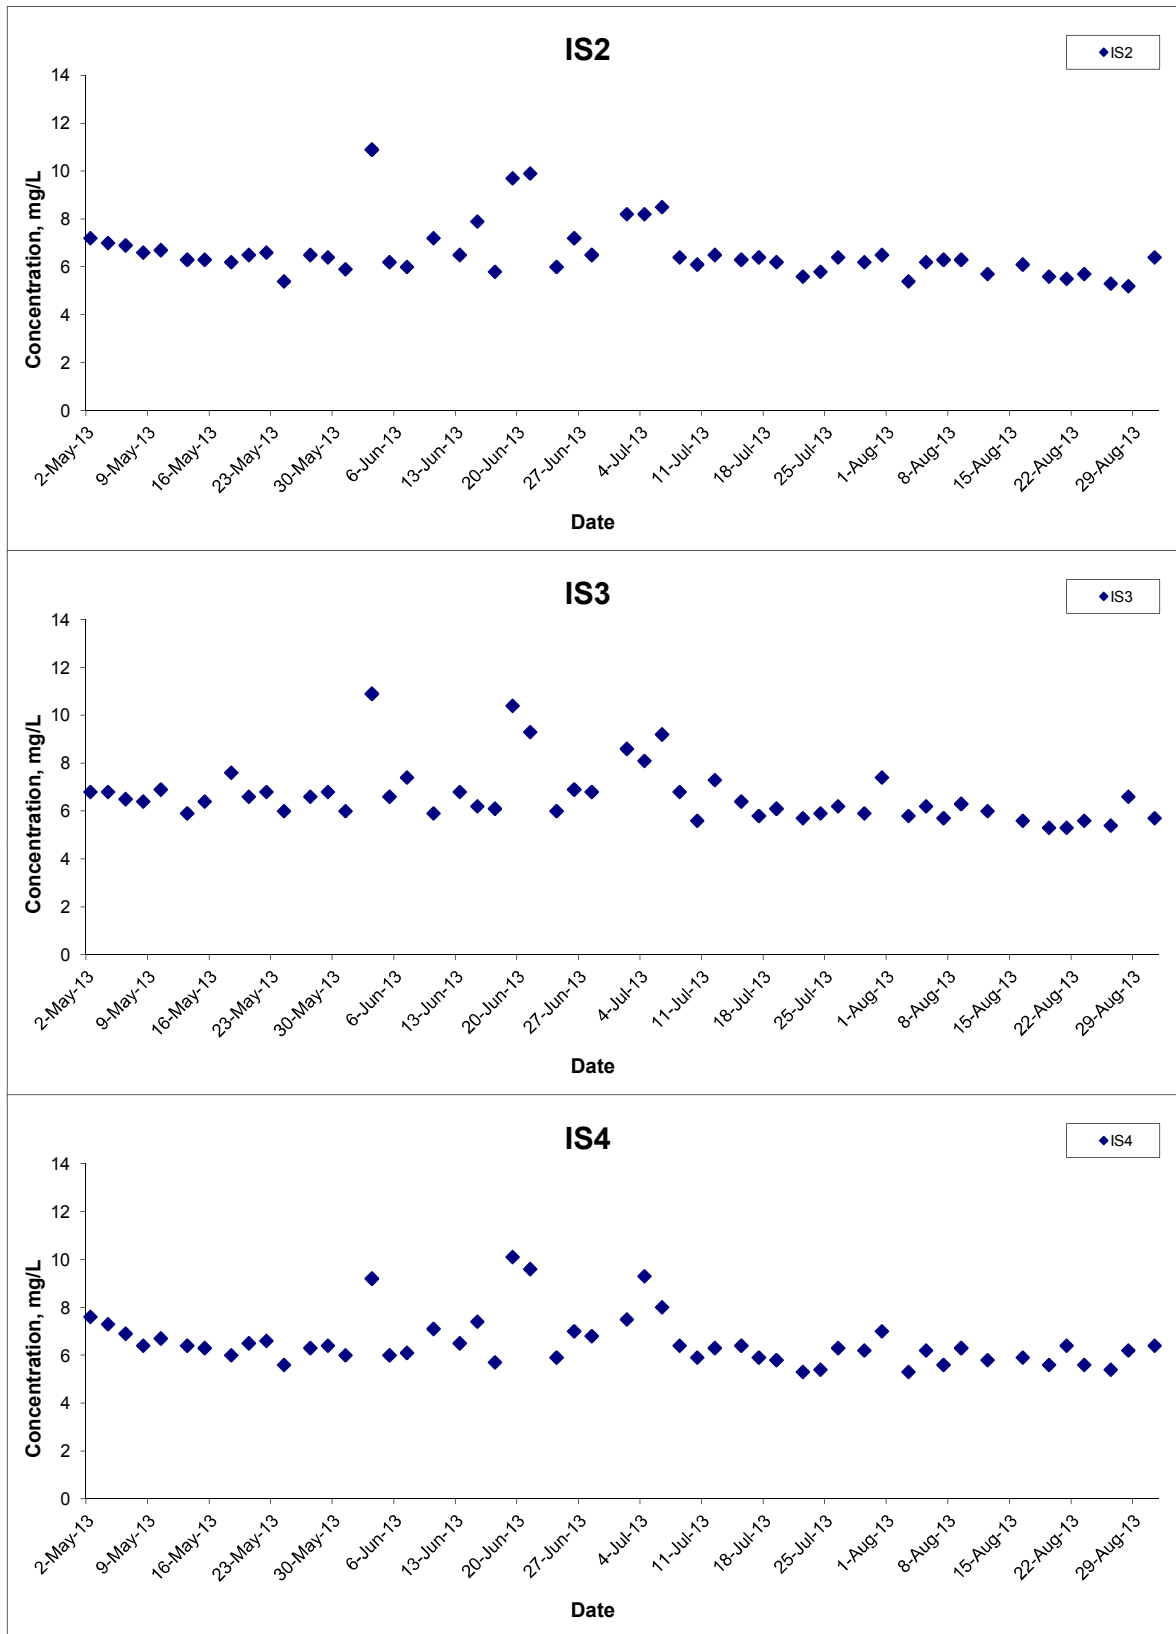 IS2
IS2
14
12
10
8
6
4
2
0
Concentration, mg/L
2-May-13
9-May-13
16-May-13
23-May-13
30-May-13
6-Jun-13
13-Jun-13
20-Jun-13
27-Jun-13
4-Jul-13
11-Jul-13
18-Jul-13
25-Jul-13
1-Aug-13
8-Aug-13
15-Aug-13
22-Aug-13
29-Aug-13
Date
IS3
IS3
14
12
10
8
6
4
2
0
Concentration, mg/L
2-May-13
9-May-13
16-May-13
23-May-13
30-May-13
6-Jun-13
13-Jun-13
20-Jun-13
27-Jun-13
4-Jul-13
11-Jul-13
18-Jul-13
25-Jul-13
1-Aug-13
8-Aug-13
15-Aug-13
22-Aug-13
29-Aug-13
Date
IS4
IS4
14
12
10
8
6
4
2
0
Concentration, mg/L
2-May-13
9-May-13
16-May-13
23-May-13
30-May-13
6-Jun-13
13-Jun-13
20-Jun-13
27-Jun-13
4-Jul-13
11-Jul-13
18-Jul-13
25-Jul-13
1-Aug-13
8-Aug-13
15-Aug-13
22-Aug-13
29-Aug-13
Date